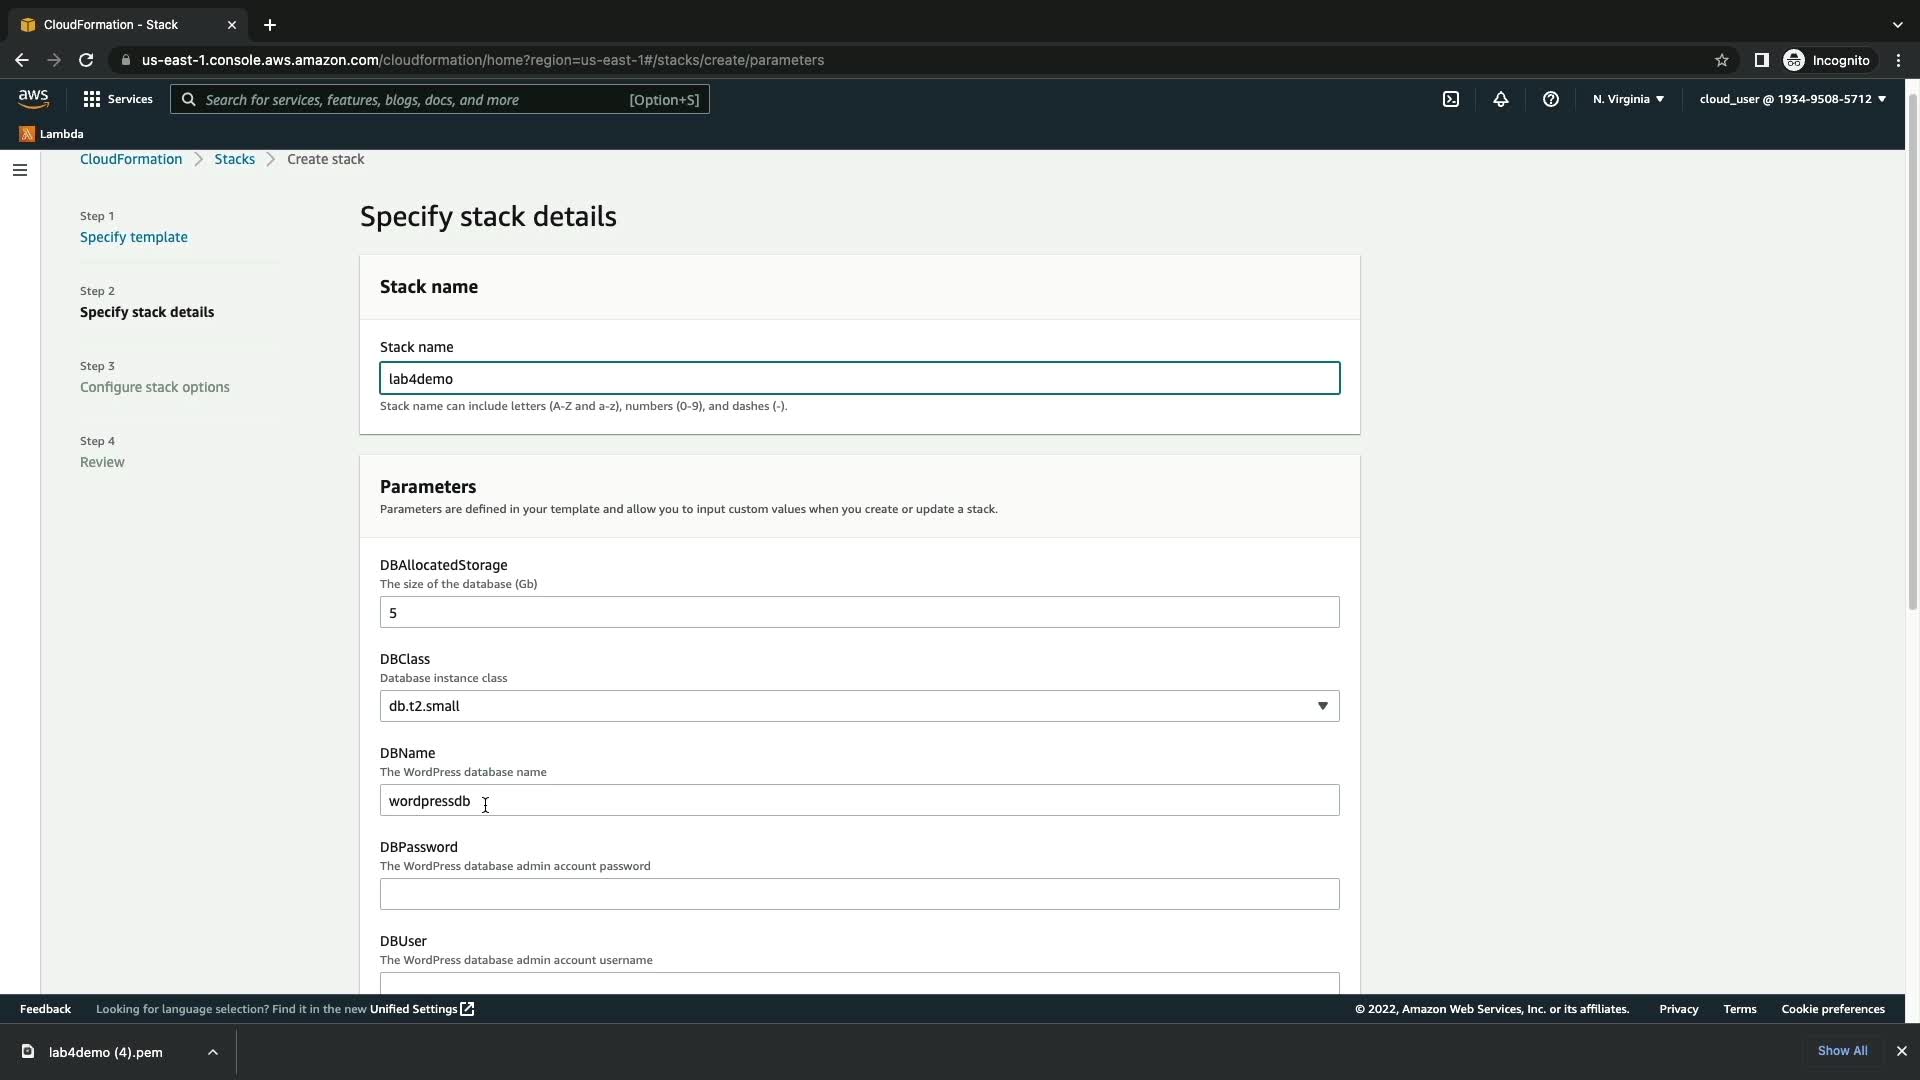 CloudFormation - Stack
us-east-1.console.aws.amazon.com/cloudformation/home?region=us-east-1#/stacks/create/parameters
Incognito
aws
Services
Search for services, features, blogs, docs, and more
[Option+S]
N. Virginia
cloud_user @ 1934-9508-5712
Lambda
CloudFormation
Stacks
Create stack
Step 1
Specify template
Step 2
Specify stack details
Step 3
Configure stack options
Step 4
Review
Specify stack details
Stack name
Stack name
lab4demo
Stack name can include letters (A-Z and a-z), numbers (0-9), and dashes (-).
Parameters
Parameters are defined in your template and allow you to input custom values when you create or update a stack.
DBAllocatedStorage
The size of the database (Gb)
5
DBClass
Database instance class
db.t2.small
DBName
The WordPress database name
wordpressdb
DBPassword
The WordPress database admin account password
DBUser
The WordPress database admin account username
Feedback
Looking for language selection? Find it in the new Unified Settings
© 2022, Amazon Web Services, Inc. or its affiliates.
Privacy
Terms
Cookie preferences
lab4demo (4).pem
Show All